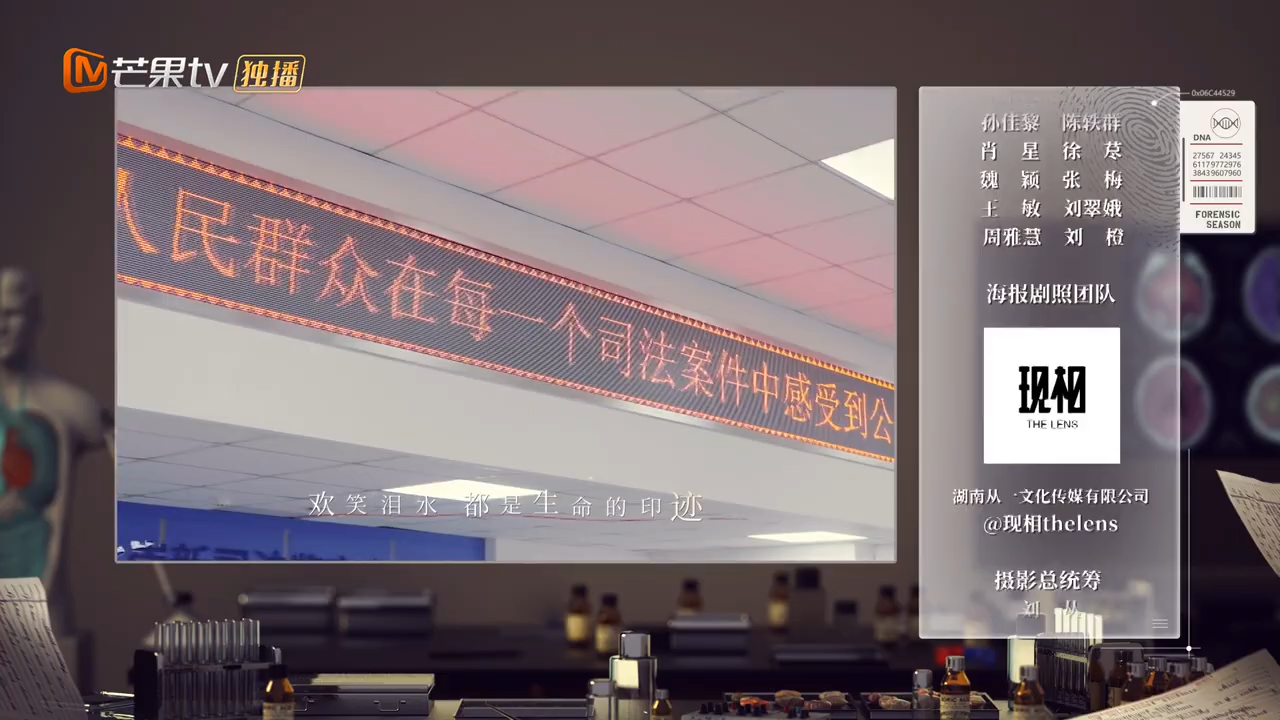 芒果tv 独播
人民群众在每一个司法案件中感受到公
欢笑泪水 都是生命的印迹
孙佳黎 陈轶群
肖星 徐荩
魏颖 张梅
王敏 刘翠娥
周雅慧 刘橙
海报剧照团队
现相
THE LENS
湖南从一文化传媒有限公司
@现相thelens
摄影总统筹
刘丛
0x06C44529
DNA
27567 24345
61179772976
38439607960
FORENSIC
SEASON